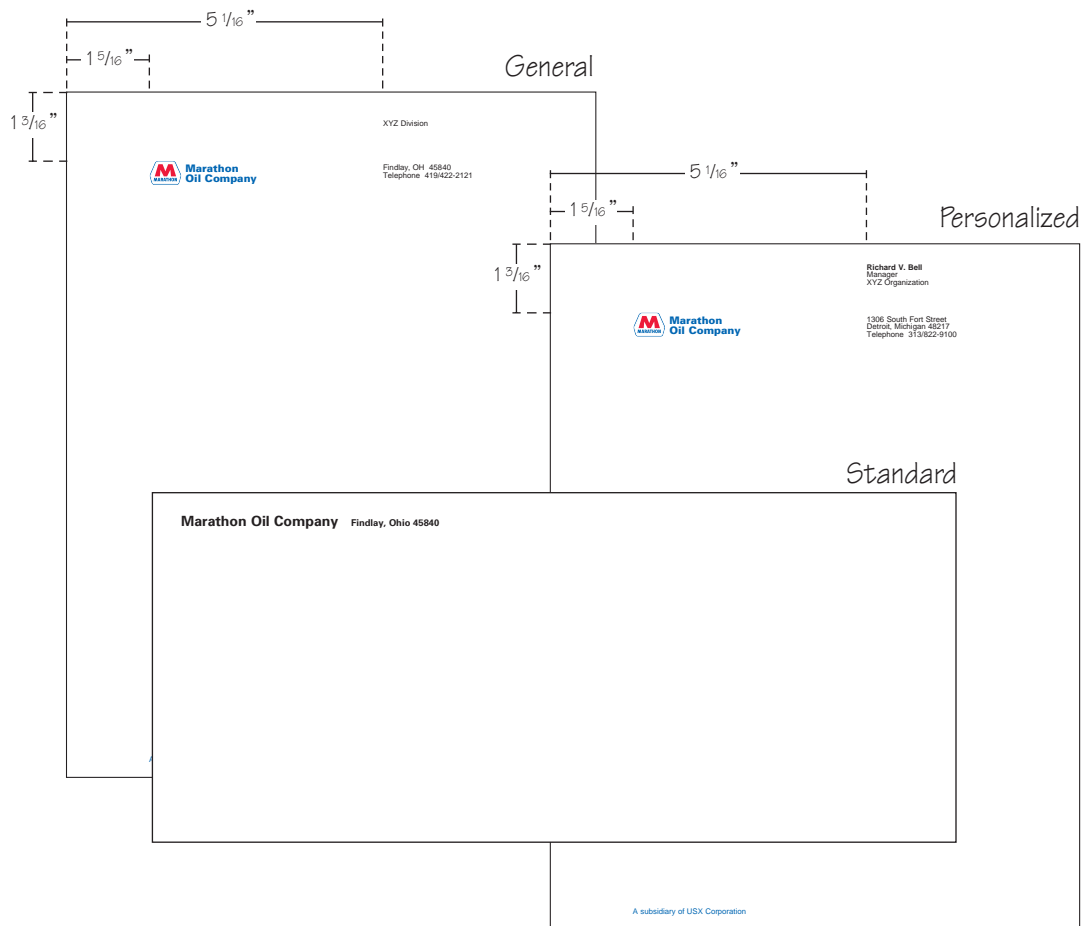 5 1/16"
1 5/16"
General
1 3/16"
XYZ Division
MARATHON
Marathon
Oil Company
Findlay, OH 45840
Telephone 419/422-2121
5 1/16"
1 5/16"
Personalized
1 3/16"
Richard V. Bell
Manager
XYZ Organization
MARATHON
Marathon
Oil Company
1306 South Fort Street
Detroit, Michigan 48217
Telephone 313/822-9100
Standard
Marathon Oil Company Findlay, Ohio 45840
A subsidiary of USX Corporation